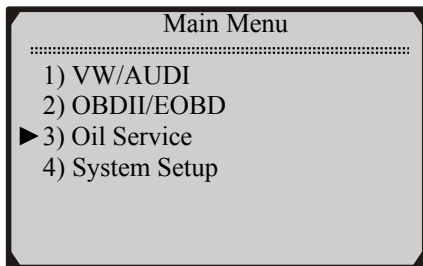 Main Menu
1) VW/AUDI
2) OBDII/EOBD
►3) Oil Service
4) System Setup